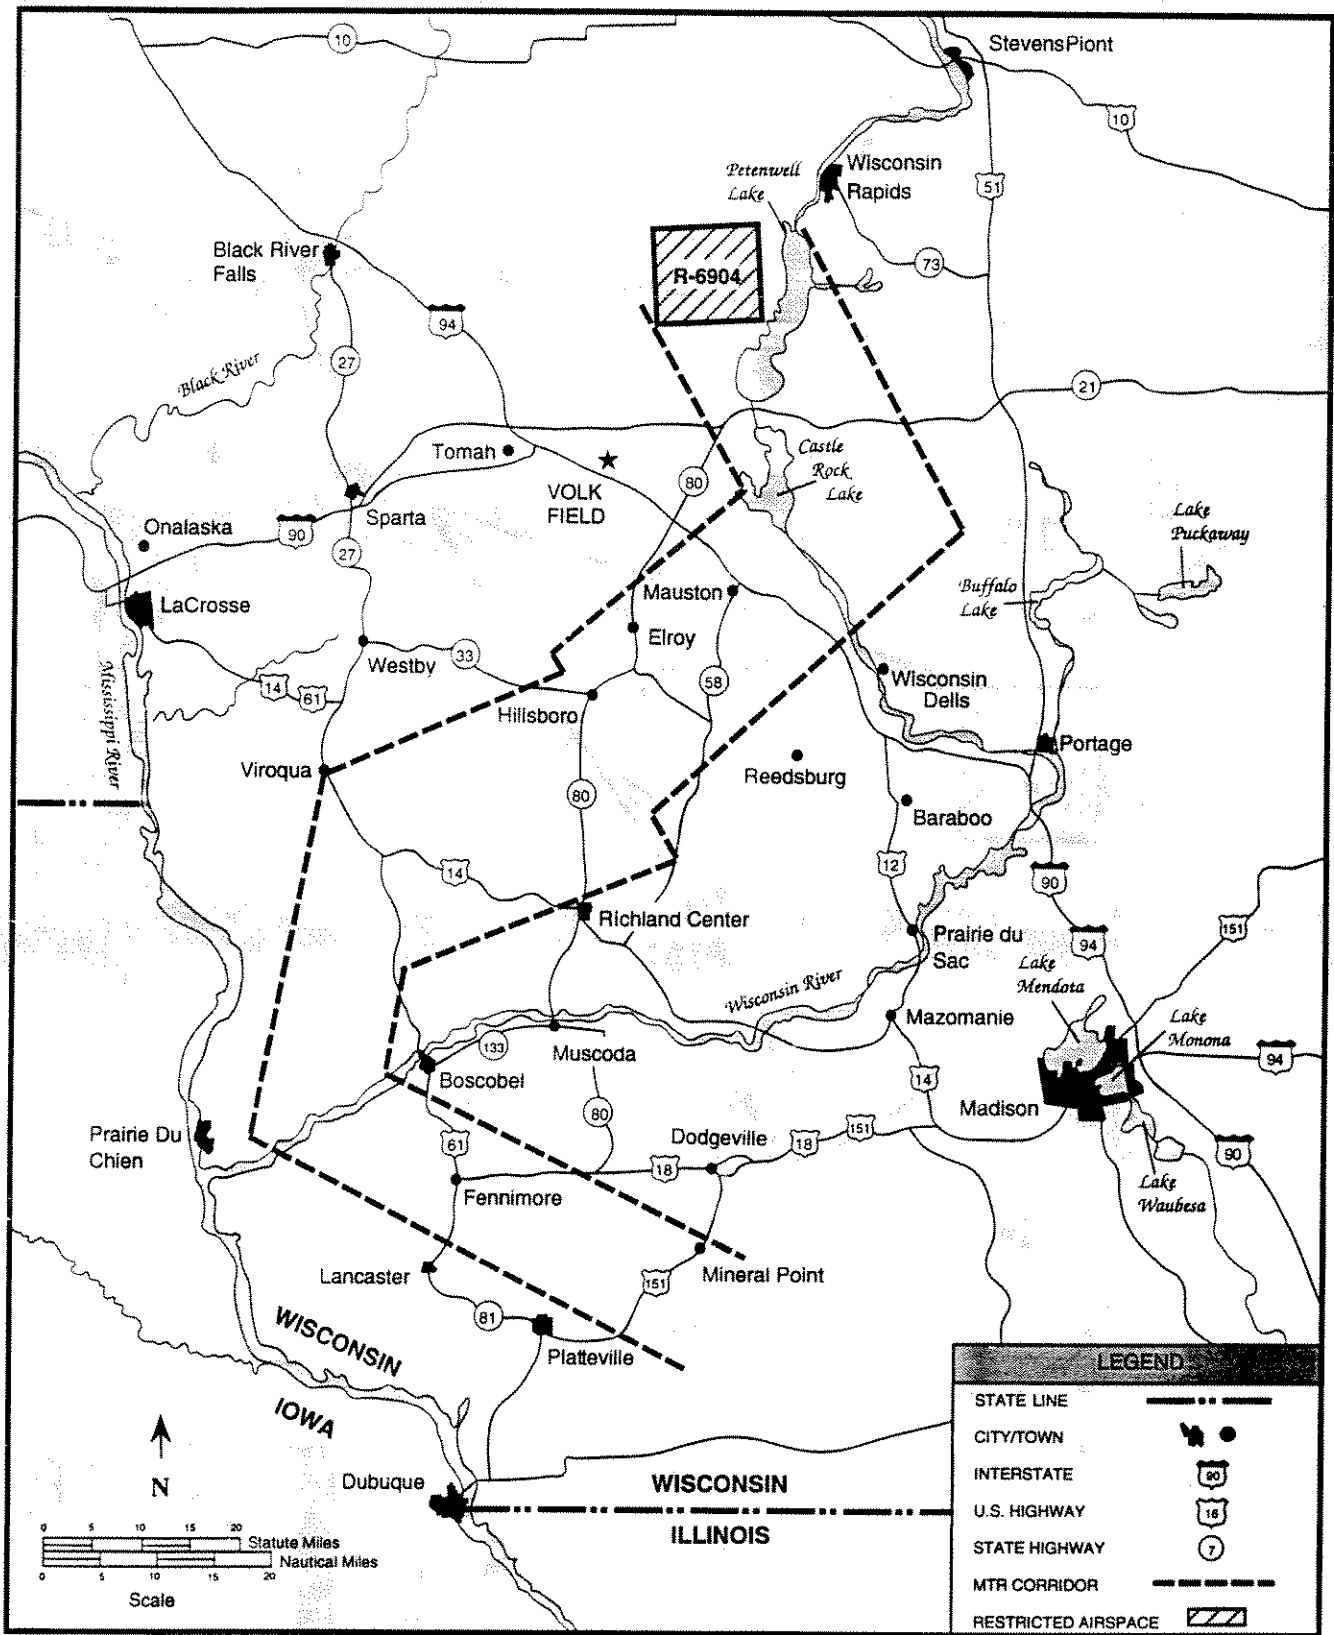 10
StevensPiont
10
Wisconsin
Rapids
Petenwell
Lake
51
Black River
Falls
R-6904
73
94
27
Black River
21
Tomah
Castle
Rock
Lake
80
VOLK
FIELD
Sparta
90
Onalaska
27
Lake
Puckaway
LaCrosse
Mauston
Buffalo
Lake
Elroy
Westby
33
Mississippi River
14
61
58
Wisconsin
Dells
Hillsboro
Portage
Viroqua
Reedsburg
80
Baraboo
14
12
90
Richland Center
151
Prairie du
Sac
94
Lake
Mendota
Wisconsin River
Mazomanie
Lake
Monona
133
Muscoda
94
Boscobel
14
Madison
80
Prairie Du
Chien
Dodgeville
18
151
61
18
90
Fennimore
Lake
Waubesa
Lancaster
Mineral Point
151
81
WISCONSIN
Platteville
IOWA
N
Dubuque
WISCONSIN
ILLINOIS
0 5 10 15 20
Statute Miles
Nautical Miles
0 5 10 15 20
Scale
LEGEND
STATE LINE
CITY/TOWN
INTERSTATE 90
U.S. HIGHWAY 18
STATE HIGHWAY 7
MTR CORRIDOR
RESTRICTED AIRSPACE